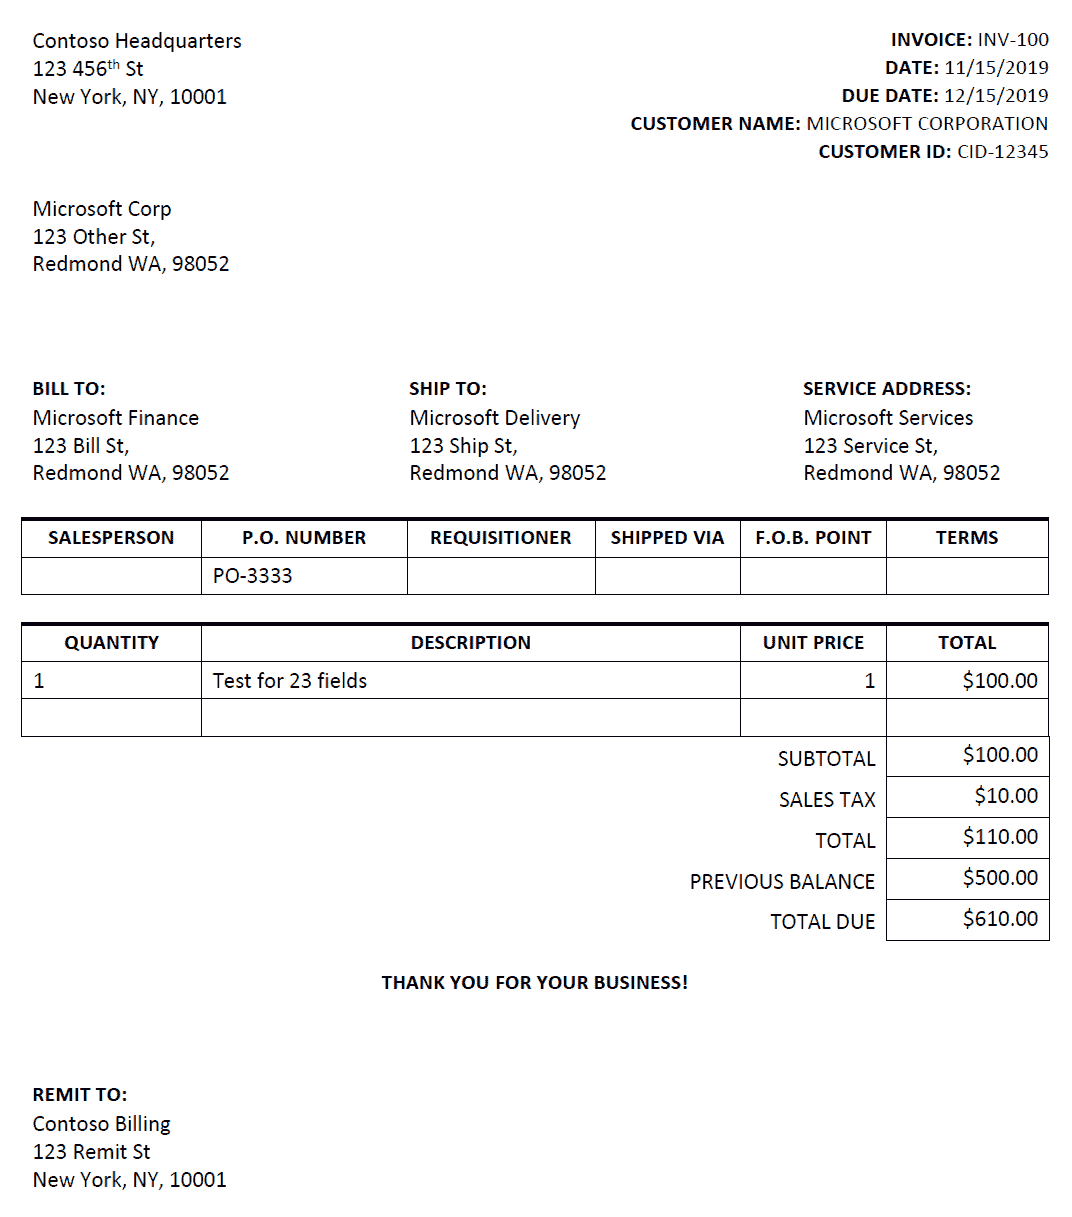 Contoso Headquarters
123 456th St
New York, NY, 10001
INVOICE: INV-100
DATE: 11/15/2019
DUE DATE: 12/15/2019
CUSTOMER NAME: MICROSOFT CORPORATION
CUSTOMER ID: CID-12345
Microsoft Corp
123 Other St,
Redmond WA, 98052
BILL TO:
Microsoft Finance
123 Bill St,
Redmond WA, 98052
SHIP TO:
Microsoft Delivery
123 Ship St,
Redmond WA, 98052
SERVICE ADDRESS:
Microsoft Services
123 Service St,
Redmond WA, 98052
SALESPERSON P.O. NUMBER REQUISITIONER SHIPPED VIA F.O.B. POINT TERMS
PO-3333
QUANTITY DESCRIPTION UNIT PRICE TOTAL
1 Test for 23 fields 1 $100.00
SUBTOTAL $100.00
SALES TAX $10.00
TOTAL $110.00
PREVIOUS BALANCE $500.00
TOTAL DUE $610.00
THANK YOU FOR YOUR BUSINESS!
REMIT TO:
Contoso Billing
123 Remit St
New York, NY, 10001